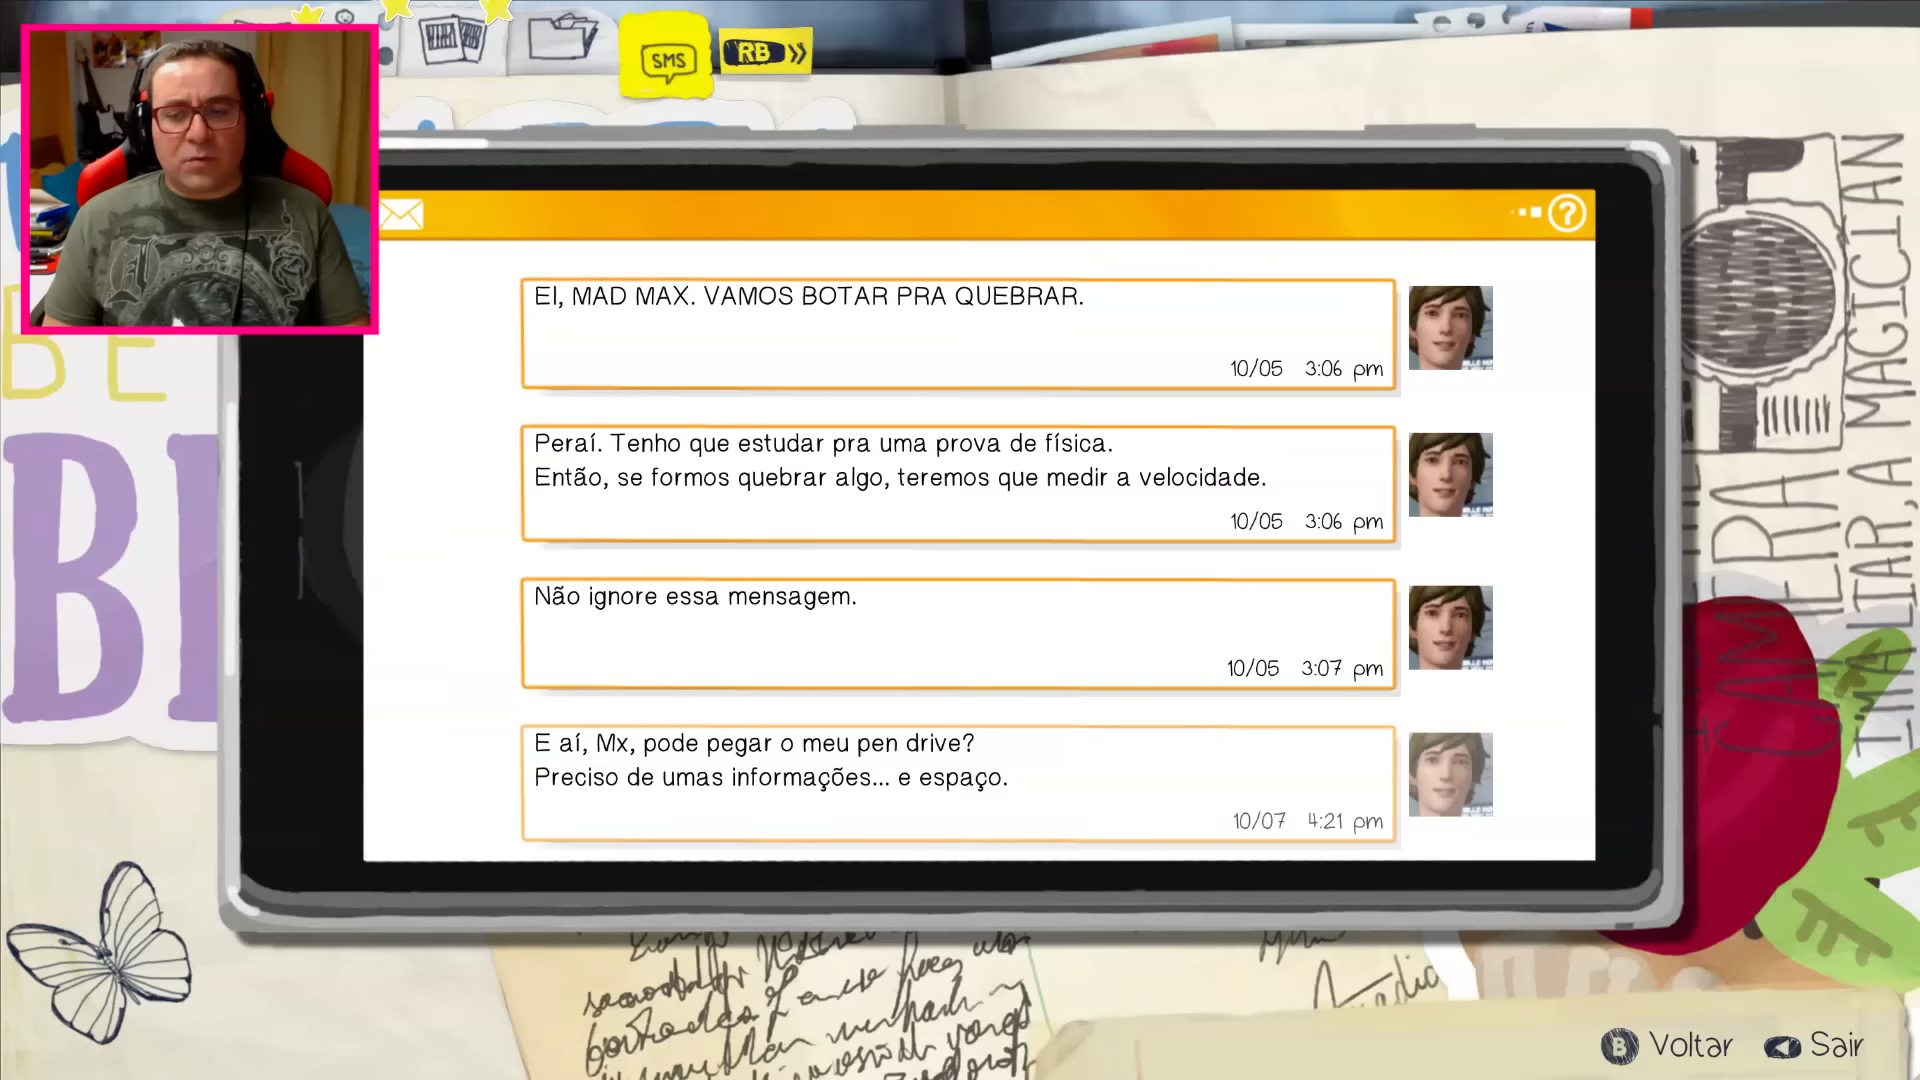 SMS
RB
EI, MAD MAX. VAMOS BOTAR PRA QUEBRAR.
10/05 3:06 pm
Peraí. Tenho que estudar pra uma prova de física.
Então, se formos quebrar algo, teremos que medir a velocidade.
10/05 3:06 pm
Não ignore essa mensagem.
10/05 3:07 pm
E aí, Mx, pode pegar o meu pen drive?
Preciso de umas informações... e espaço.
10/07 4:21 pm
BE
CAMERA
LIAR, A MAGICIAN
B Voltar
Sair